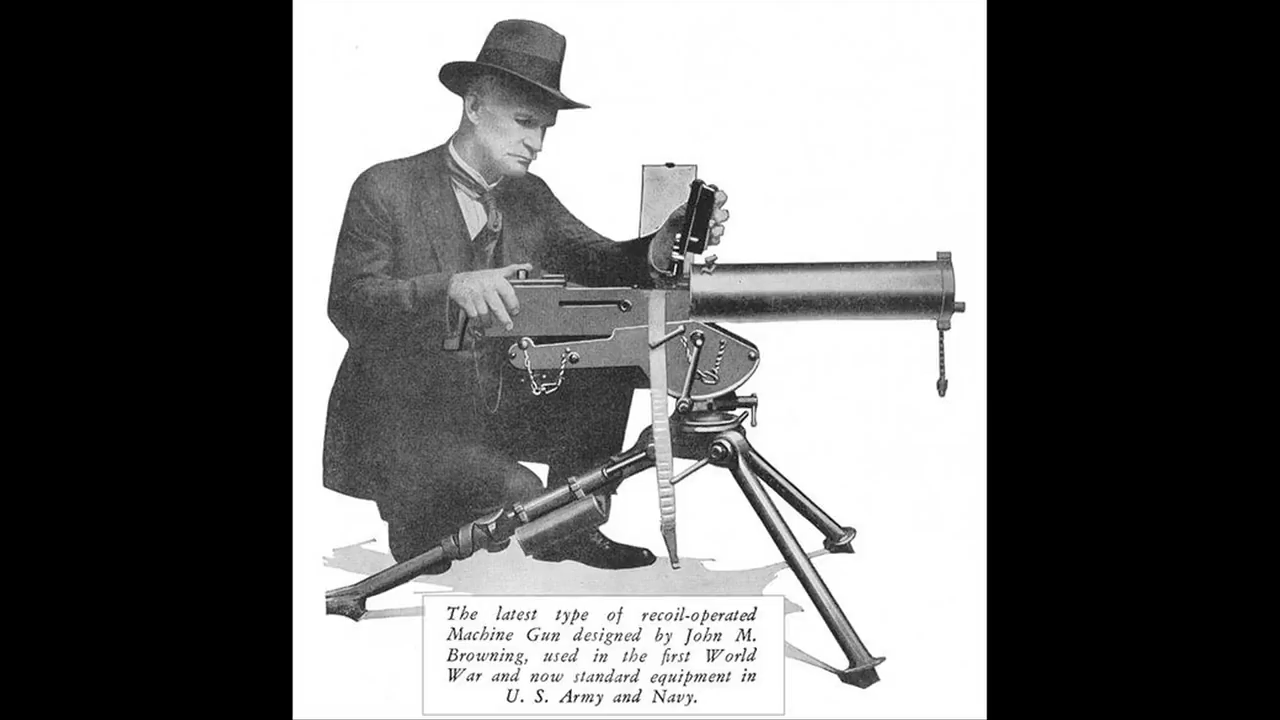 The latest type of recoil-operated
Machine Gun designed by John M.
Browning, used in the first World
War and now standard equipment in
U. S. Army and Navy.